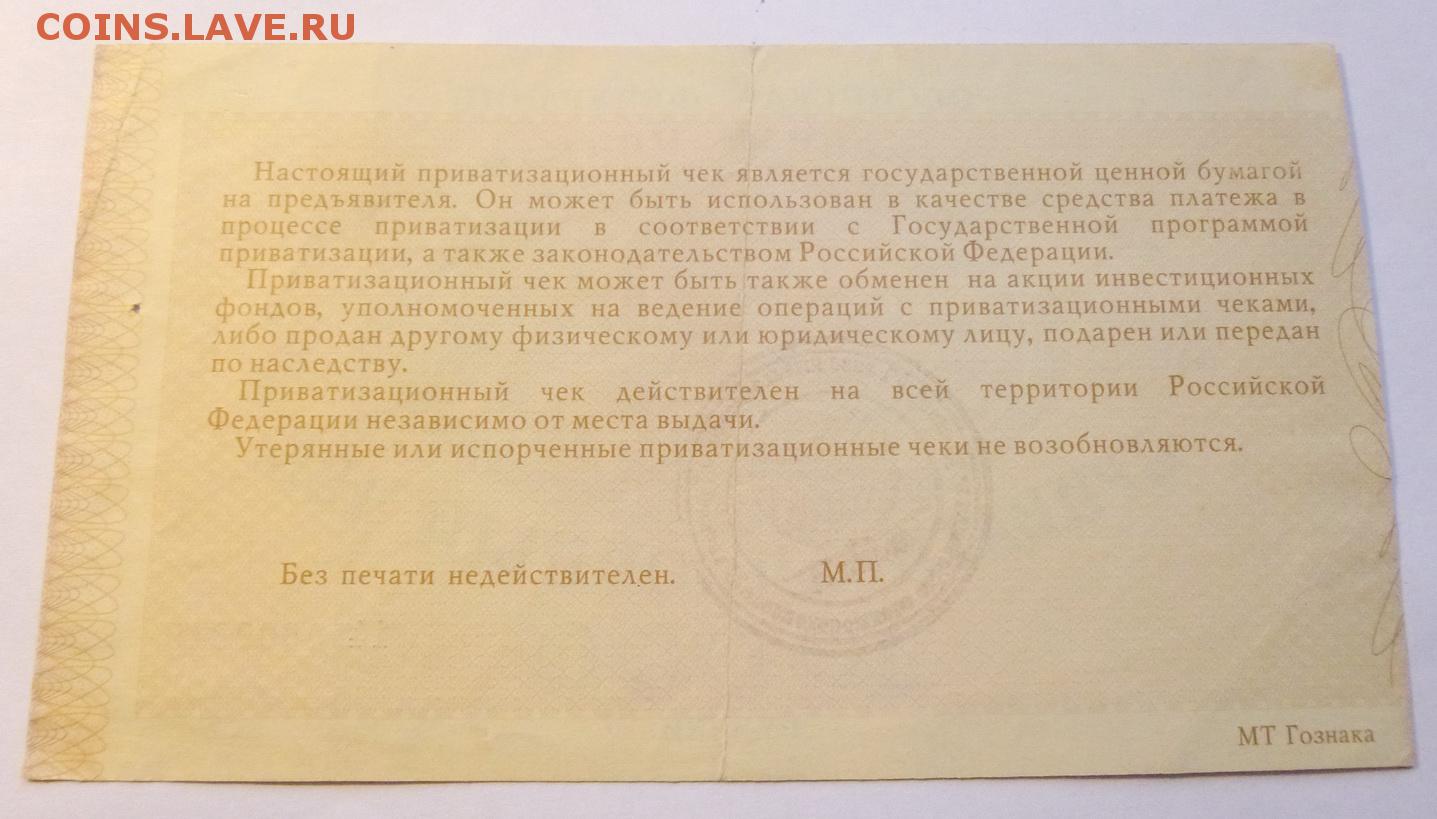 COINS.LAVE.RU
Настоящий приватизационный чек является государственной ценной бумагой
на предъявителя. Он может быть использован в качестве средства платежа в
процессе приватизации в соответствии с Государственной программой
приватизации, а также законодательством Российской Федерации.
Приватизационный чек может быть также обменен на акции инвестиционных
фондов, уполномоченных на ведение операций с приватизационными чеками,
либо продан другому физическому или юридическому лицу, подарен или передан
по наследству.
Приватизационный чек действителен на всей территории Российской
Федерации независимо от места выдачи.
Утерянные или испорченные приватизационные чеки не возобновляются.
Без печати недействителен. М.П.
МТ Гознака